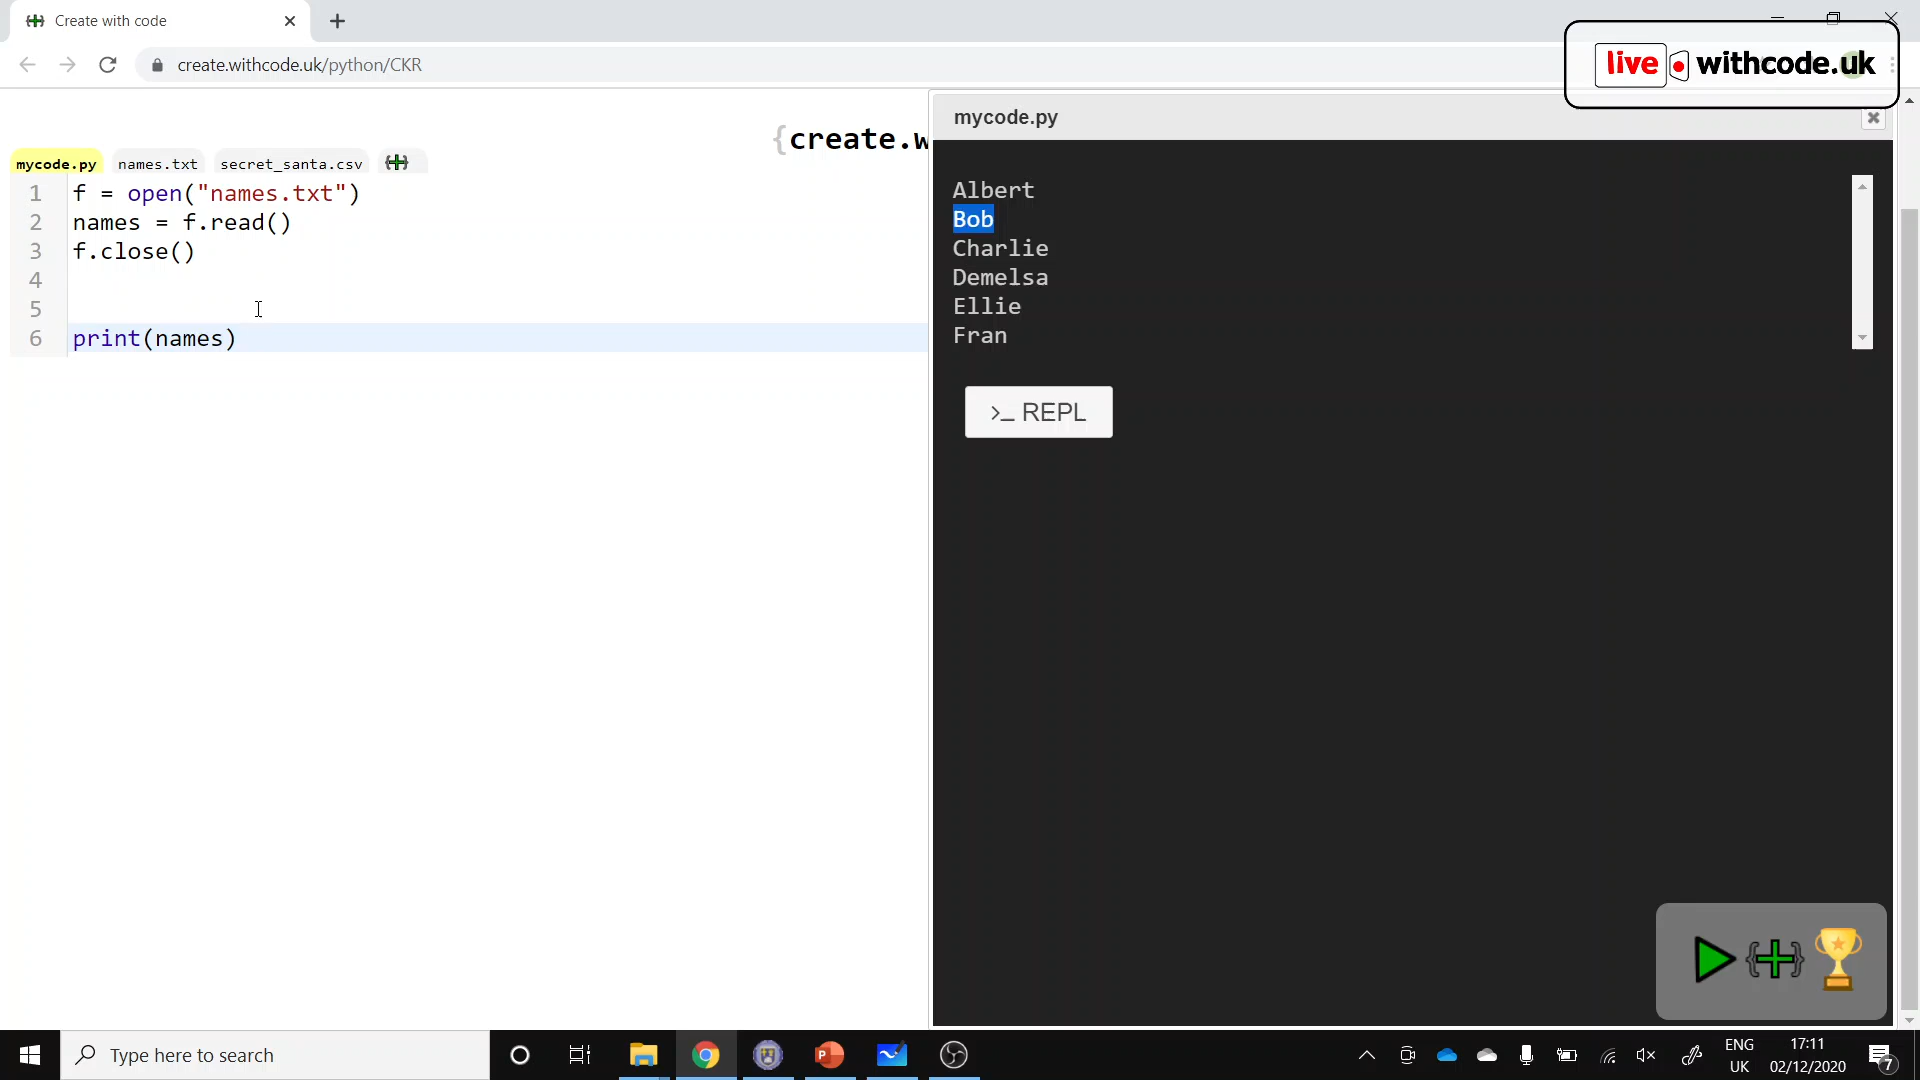 Create with code
create.withcode.uk/python/CKR
live withcode.uk
{create.w
mycode.py
mycode.py names.txt secret_santa.csv
1 f = open("names.txt")
2 names = f.read()
3 f.close()
4
5
6 print(names)
Albert
Bob
Charlie
Demelsa
Ellie
Fran
>_ REPL
Type here to search
ENG
UK
17:11
02/12/2020
7